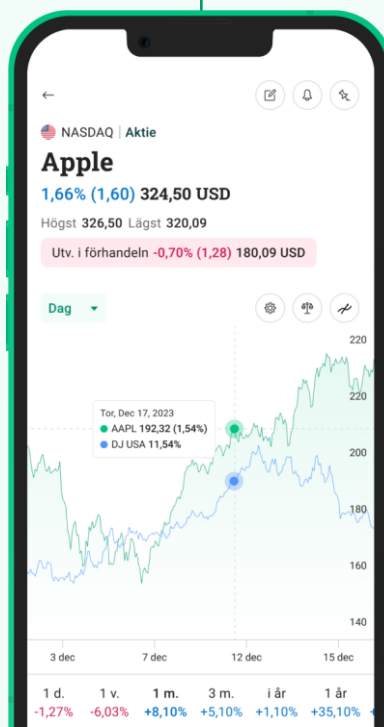 NASDAQ | Aktie
Apple
1,66% (1,60) 324,50 USD
Högst 326,50 Lägst 320,09
Utv. i förhandeln -0,70% (1,28) 180,09 USD
Dag
220
220
Tor, Dec 17, 2023
AAPL 192,32 (1,54%)
DJ USA 11,54%
200
180
160
140
3 dec 7 dec 12 dec 15 dec
1 d. 1 v. 1 m. 3 m. i år 1 år
-1,27% -6,03% +8,10% +5,10% +1,10% +35,10% +